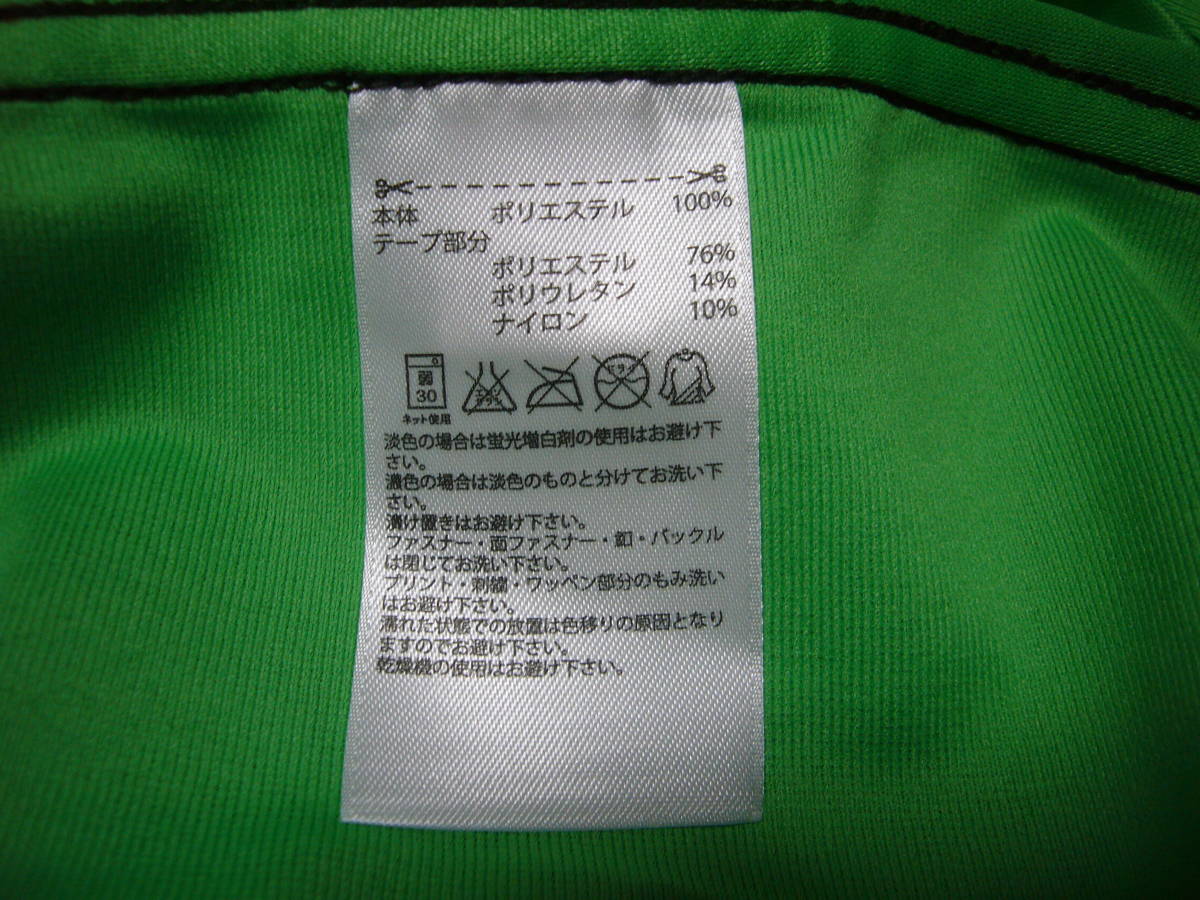 本体 ポリエステル 100%
テープ部分
ポリエステル 76%
ポリウレタン 14%
ナイロン 10%
弱
30
ネット使用
エンソ
サラシ
ドライ
淡色の場合は蛍光増白剤の使用はお避け下
さい。
濃色の場合は淡色のものと分けてお洗い下
さい。
漬け置きはお避け下さい。
ファスナー・面ファスナー・釦・バックル
は閉じてお洗い下さい。
プリント・刺繍・ワッペン部分のもみ洗い
はお避け下さい。
濡れた状態での放置は色移りの原因となり
ますのでお避け下さい。
乾燥機の使用はお避け下さい。